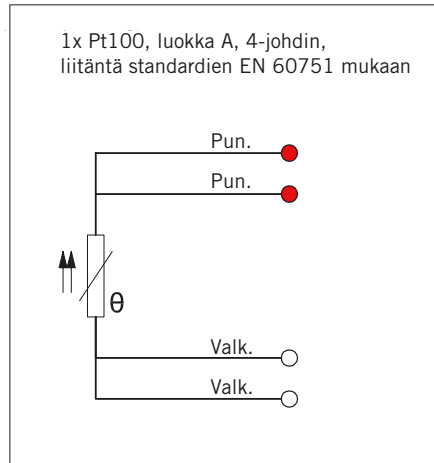 1x Pt100, luokka A, 4-johdin,
liitäntä standardien EN 60751 mukaan
Pun.
Pun.
θ
Valk.
Valk.